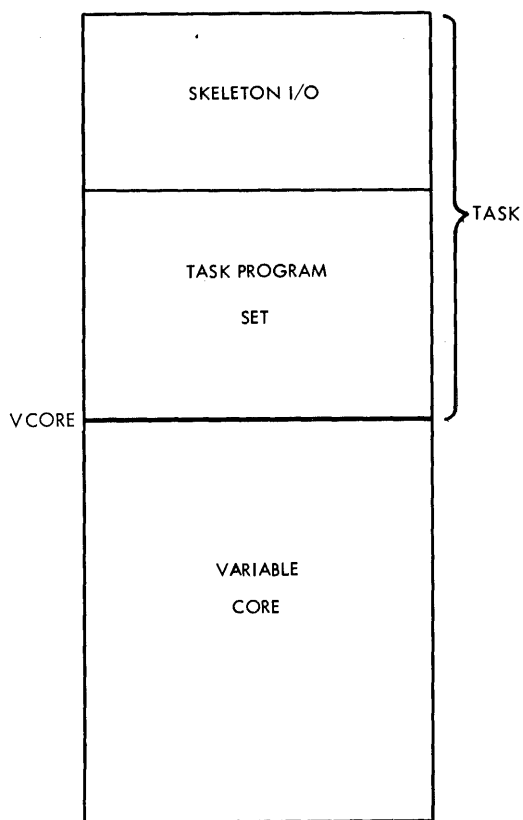 SKELETON I/O
TASK
TASK PROGRAM
SET
VCORE
VARIABLE
CORE